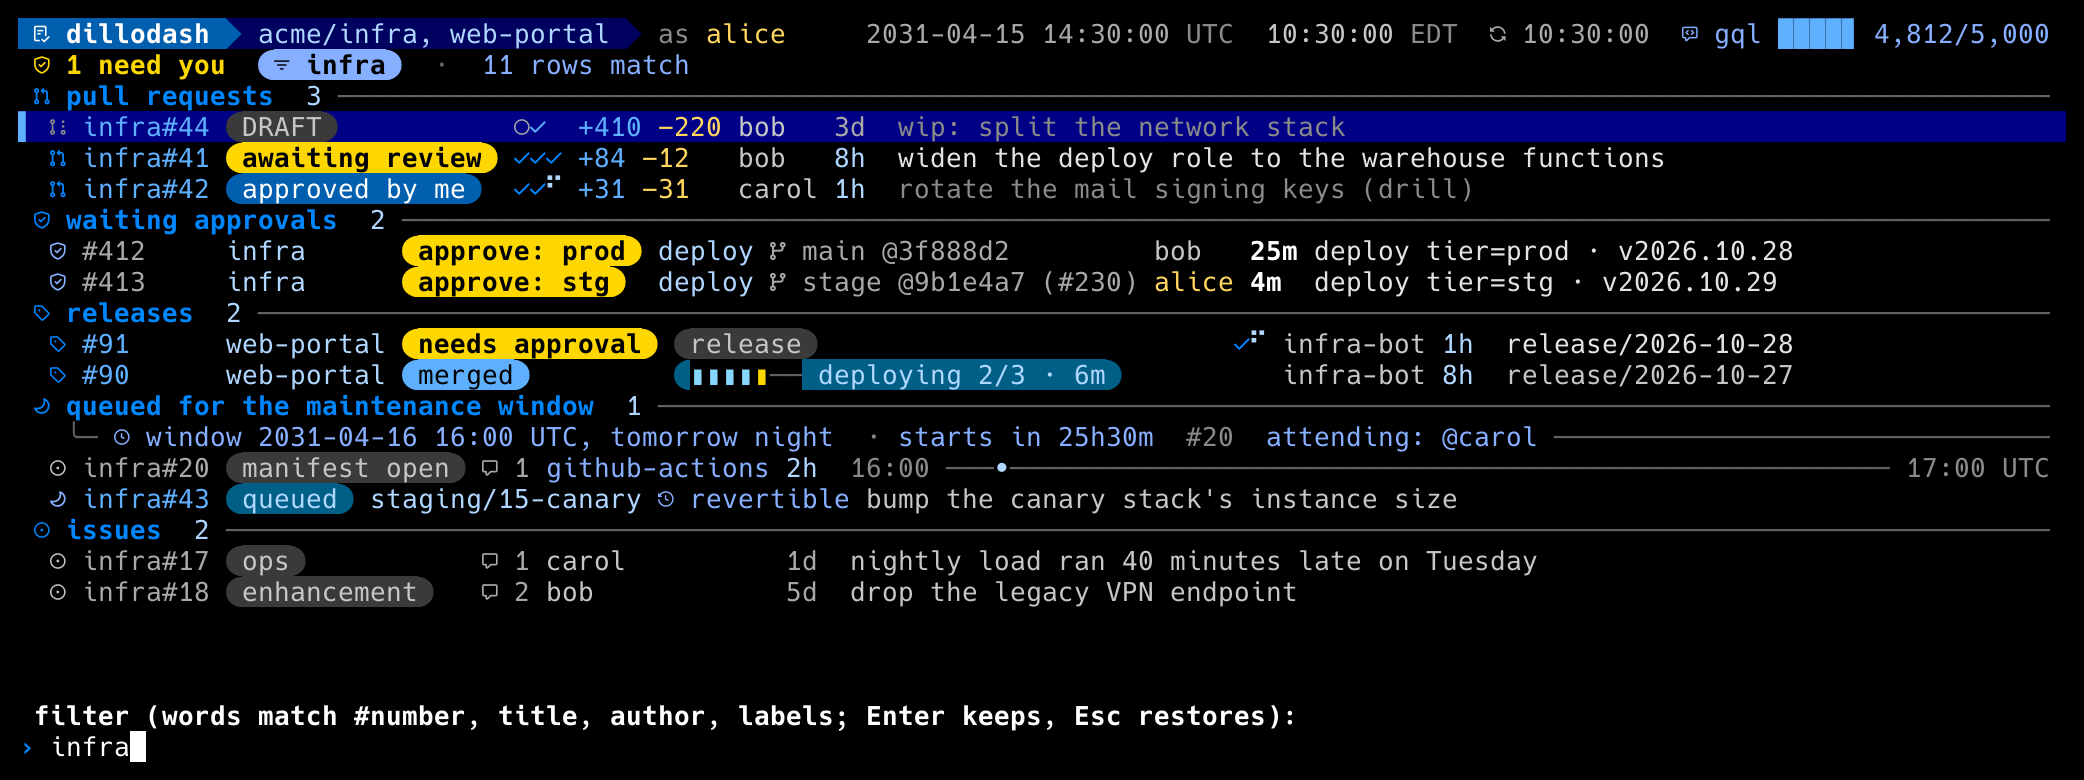 dillodash acme/infra, web-portal as alice 2031-04-15 14:30:00 UTC 10:30:00 EDT 10:30:00 gql 4,812/5,000
1 need you infra · 11 rows match
pull requests 3
infra#44 DRAFT +410 −220 bob 3d wip: split the network stack
infra#41 awaiting review +84 −12 bob 8h widen the deploy role to the warehouse functions
infra#42 approved by me +31 −31 carol 1h rotate the mail signing keys (drill)
waiting approvals 2
#412 infra approve: prod deploy main @3f888d2 bob 25m deploy tier=prod · v2026.10.28
#413 infra approve: stg deploy stage @9b1e4a7 (#230) alice 4m deploy tier=stg · v2026.10.29
releases 2
#91 web-portal needs approval release infra-bot 1h release/2026-10-28
#90 web-portal merged deploying 2/3 · 6m infra-bot 8h release/2026-10-27
queued for the maintenance window 1
window 2031-04-16 16:00 UTC, tomorrow night · starts in 25h30m #20 attending: @carol
infra#20 manifest open 1 github-actions 2h 16:00 17:00 UTC
infra#43 queued staging/15-canary revertible bump the canary stack's instance size
issues 2
infra#17 ops 1 carol 1d nightly load ran 40 minutes late on Tuesday
infra#18 enhancement 2 bob 5d drop the legacy VPN endpoint
filter (words match #number, title, author, labels; Enter keeps, Esc restores):
› infra